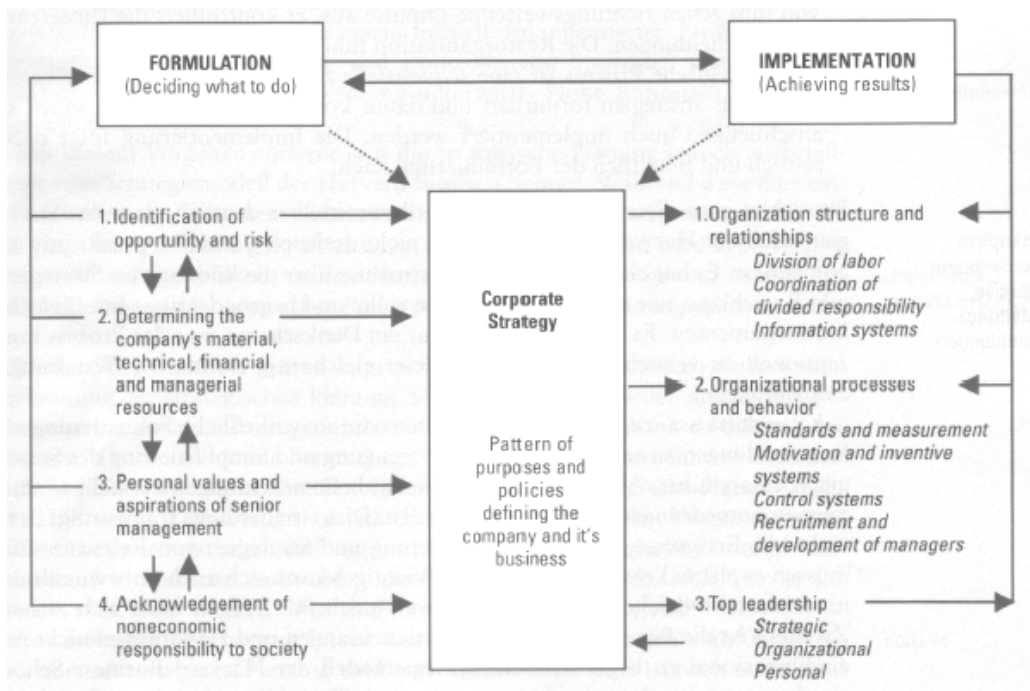 FORMULATION
(Deciding what to do)
IMPLEMENTATION
(Achieving results)
1. Identification of
opportunity and risk
2. Determining the
company's material,
technical, financial
and managerial
resources
3. Personal values and
aspirations of senior
management
4. Acknowledgement of
noneconomic
responsibility to society
Corporate
Strategy
Pattern of
purposes and
policies
defining the
company and it's
business
1. Organization structure and
relationships
Division of labor
Coordination of
divided responsibility
Information systems
2. Organizational processes
and behavior
Standards and measurement
Motivation and inventive
systems
Control systems
Recruitment and
development of managers
3. Top leadership
Strategic
Organizational
Personal